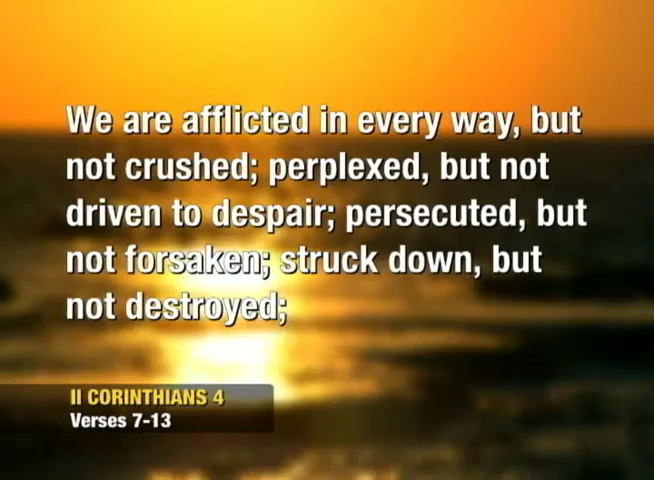 We are afflicted in every way, but
not crushed; perplexed, but not
driven to despair; persecuted, but
not forsaken; struck down, but
not destroyed;
II CORINTHIANS 4
Verses 7-13